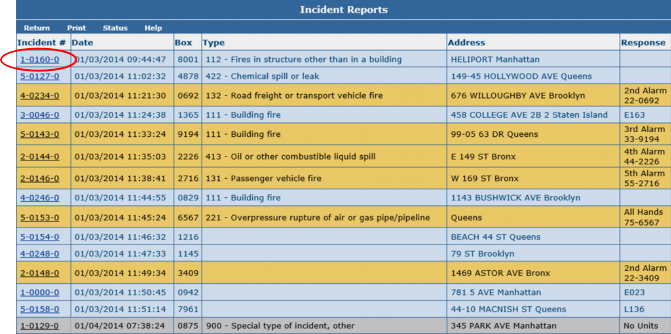 Incident Reports
Return Print Status Help
Incident # Date Box Type Address Response
1-0160-0 01/03/2014 09:44:47 8001 112 - Fires in structure other than in a building HELIPORT Manhattan
5-0127-0 01/03/2014 11:02:32 4878 422 - Chemical spill or leak 149-45 HOLLYWOOD AVE Queens
4-0234-0 01/03/2014 11:21:30 0692 132 - Road freight or transport vehicle fire 676 WILLOUGHBY AVE Brooklyn 2nd Alarm
22-0692
3-0046-0 01/03/2014 11:24:38 1365 111 - Building fire 458 COLLEGE AVE 2B 2 Staten Island E163
5-0143-0 01/03/2014 11:33:24 9194 111 - Building fire 99-05 63 DR Queens 3rd Alarm
33-9194
2-0144-0 01/03/2014 11:35:03 2226 413 - Oil or other combustible liquid spill E 149 ST Bronx 4th Alarm
44-2226
2-0146-0 01/03/2014 11:38:41 2716 131 - Passenger vehicle fire W 169 ST Bronx 5th Alarm
55-2716
4-0246-0 01/03/2014 11:44:55 0829 111 - Building fire 1143 BUSHWICK AVE Brooklyn
5-0153-0 01/03/2014 11:45:24 6567 221 - Overpressure rupture of air or gas pipe/pipeline Queens All Hands
75-6567
5-0154-0 01/03/2014 11:46:32 1216 BEACH 44 ST Queens
4-0248-0 01/03/2014 11:47:33 1145 79 ST Brooklyn
2-0148-0 01/03/2014 11:49:34 3409 1469 ASTOR AVE Bronx 2nd Alarm
22-3409
1-0000-0 01/03/2014 11:50:45 0942 781 5 AVE Manhattan E023
5-0158-0 01/03/2014 11:51:14 7961 44-10 MACNISH ST Queens L136
1-0129-0 01/04/2014 07:38:24 0875 900 - Special type of incident, other 345 PARK AVE Manhattan No Units